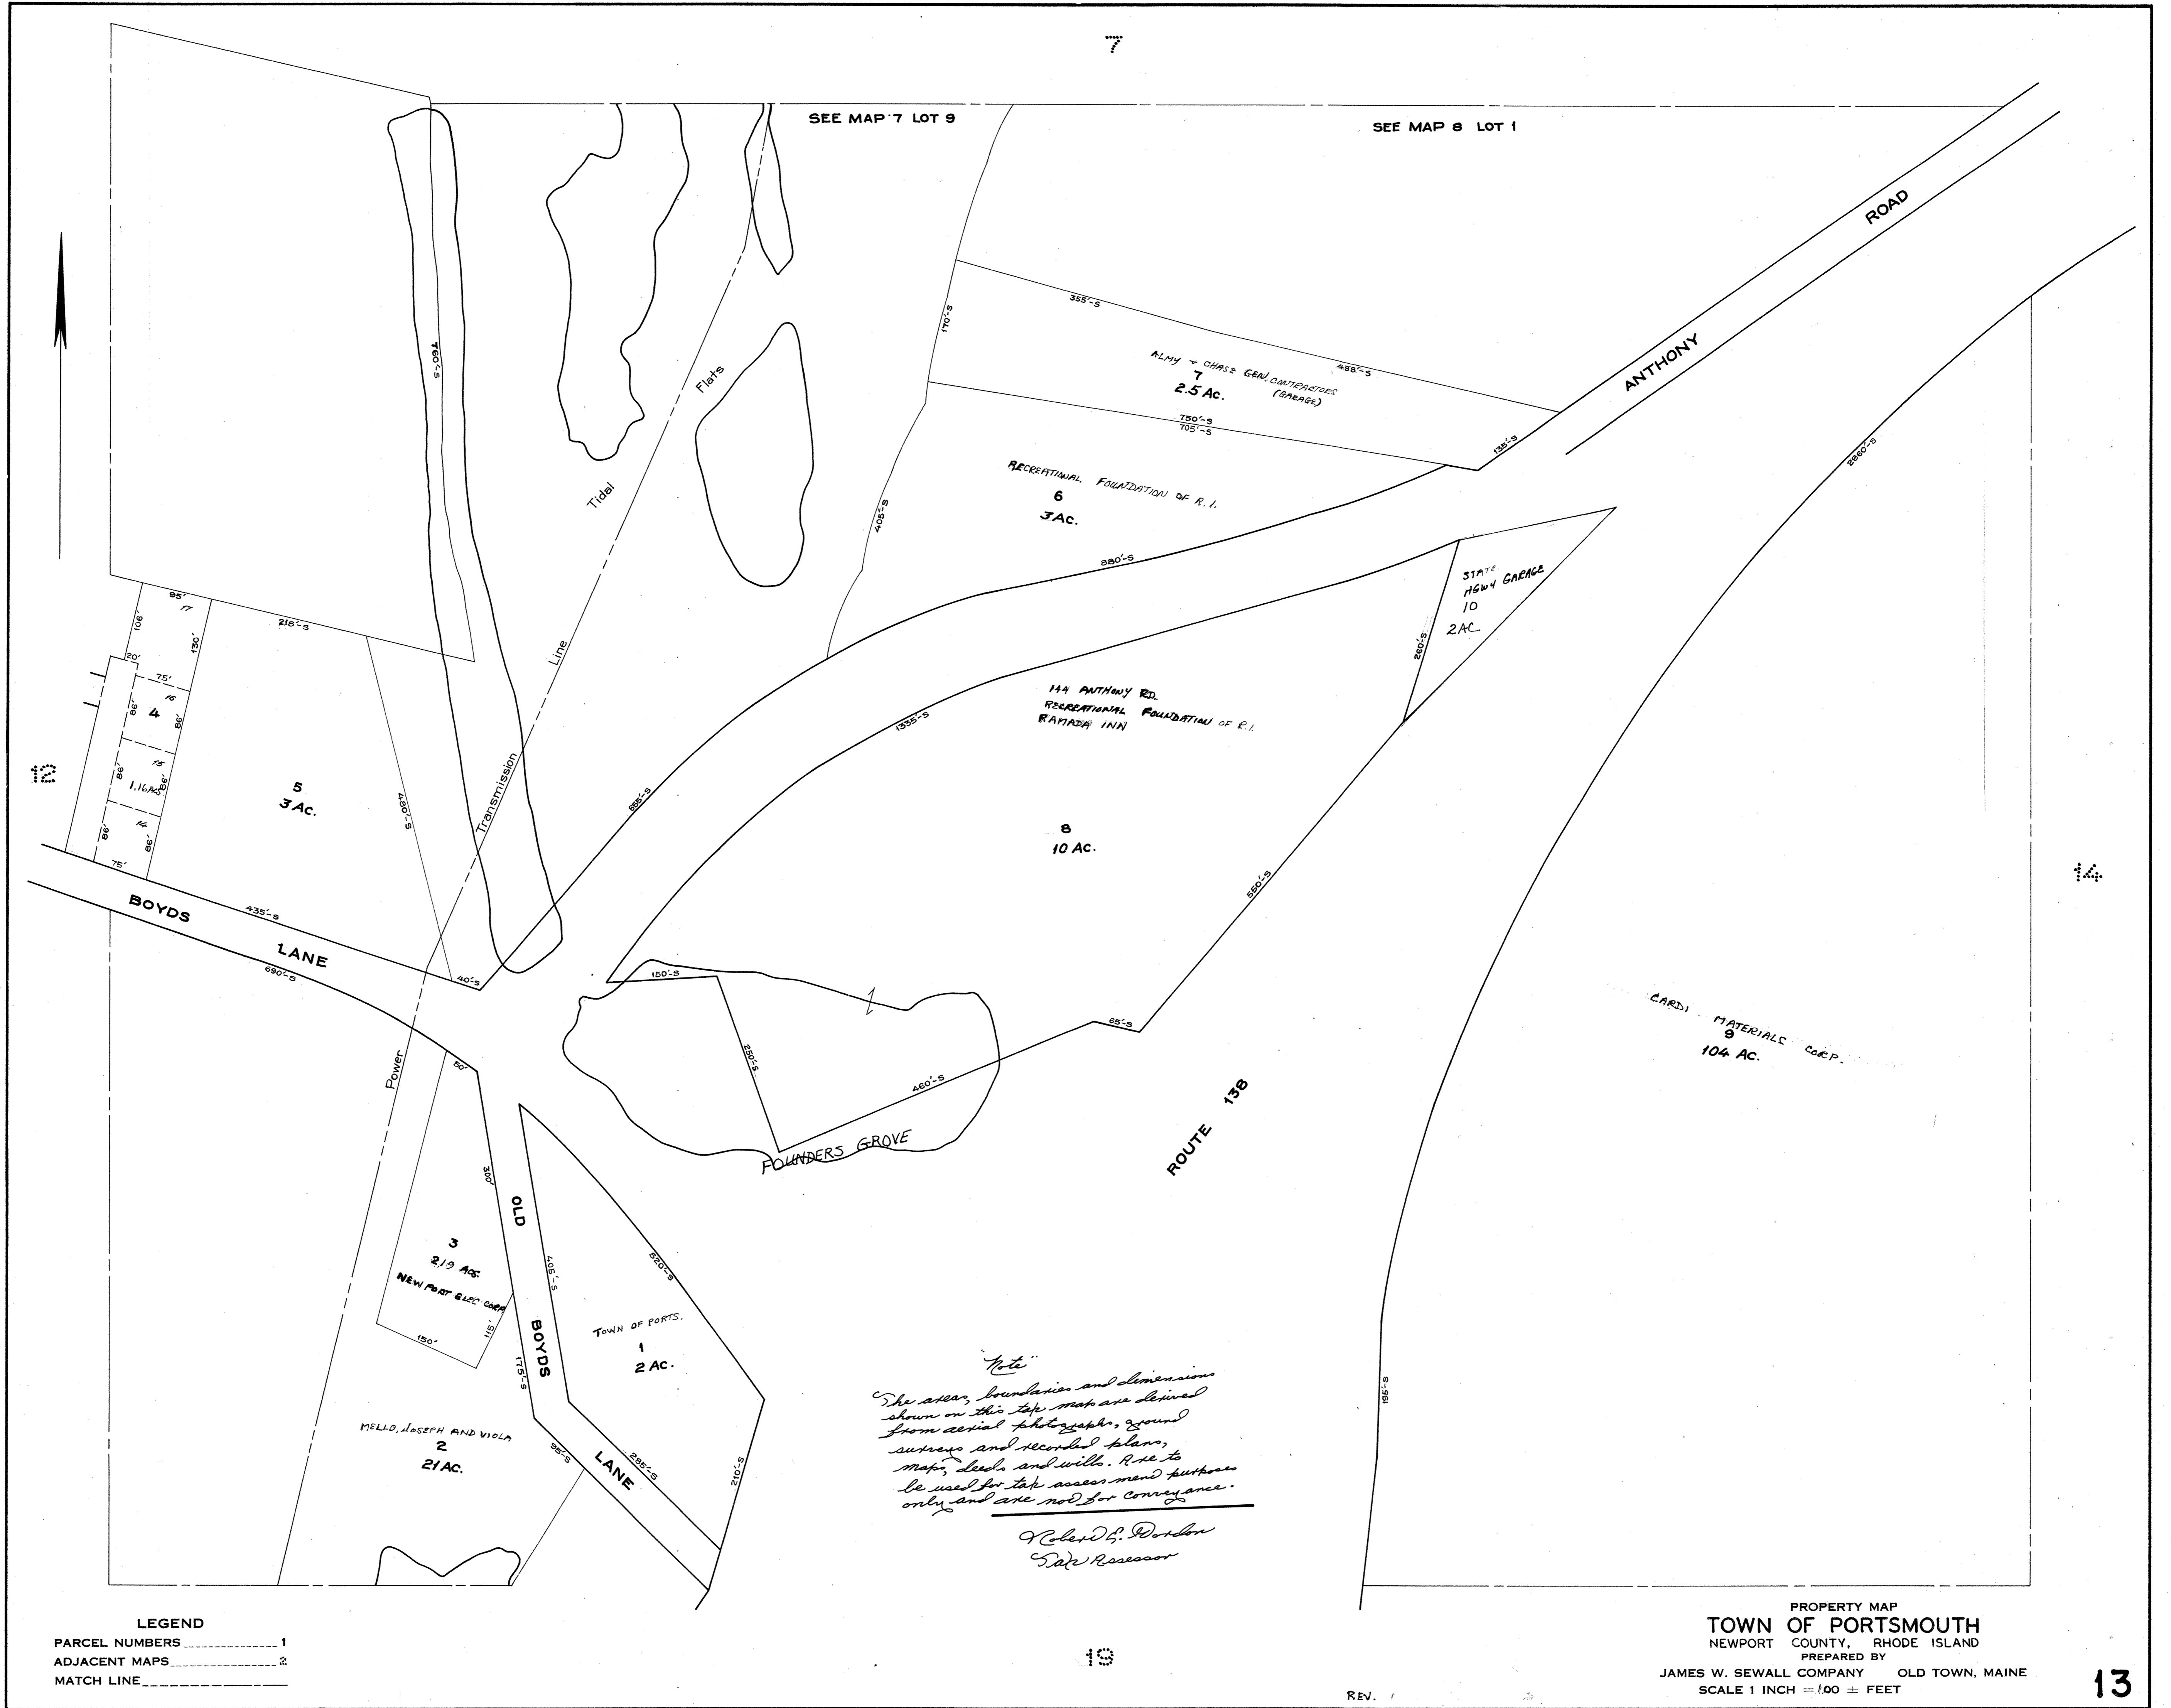 7
SEE MAP 7 LOT 9
SEE MAP 8 LOT 1
ROAD
ANTHONY
355'-S
488'-S
170'-S
ALMY + CHASE GEN. CONTRACTORS
7
2.5 AC.
(GARAGE)
750'-S
705'-S
135'-S
2860'-S
760'-S
Flats
Tidal
RECREATIONAL FOUNDATION OF R.I.
6
3 AC.
405'-S
880'-S
STATE
HGWY GARAGE
10
2 AC.
260'-S
95'
17
106'
130'
218'-S
20'
75'
16
86'
4
86'
15
86'
86'
1.16 ACS.
14
86'
86'
75'
12
5
3 AC.
480'-S
Line
Transmission
655'-S
1335'-S
144 ANTHONY RD.
RECREATIONAL FOUNDATION OF R.I.
RAMADA INN
8
10 AC.
550'-S
14
BOYDS
LANE
435'-S
690'-S
40'-S
150'-S
250'-S
460'-S
65'-S
FOUNDERS GROVE
ROUTE 138
CARDI MATERIALS CORP.
9
104 AC.
Power
50'
300'
OLD
BOYDS
LANE
405'-S
520'-S
3
2.19 ACS.
NEWPORT ELEC CORP
150'
115'
175'-S
TOWN OF PORTS.
1
2 AC.
MELLO, JOSEPH AND VIOLA
2
21 AC.
95'-S
285'-S
210'-S
195'-S
"Note"
The areas, boundaries and dimensions
shown on this tax map are derived
from aerial photographs, ground
surveys and recorded plans,
maps, deeds and wills. Are to
be used for tax assessment purposes
only and are not for conveyance.
Tax Assessor
LEGEND
PARCEL NUMBERS 1
ADJACENT MAPS 2
MATCH LINE
19
REV.
PROPERTY MAP
TOWN OF PORTSMOUTH
NEWPORT COUNTY, RHODE ISLAND
PREPARED BY
JAMES W. SEWALL COMPANY OLD TOWN, MAINE
SCALE 1 INCH = 100 ± FEET
13